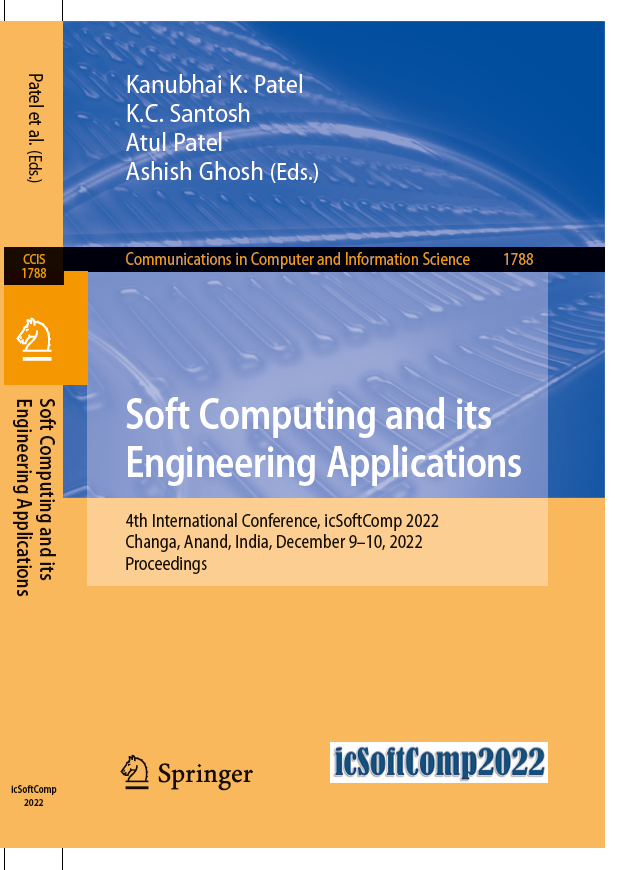 Patel et al. (Eds.)
CCIS
1788
Soft Computing and its
Engineering Applications
icSoftComp
2022
Kanubhai K. Patel
K.C. Santosh
Atul Patel
Ashish Ghosh (Eds.)
Communications in Computer and Information Science 1788
Soft Computing and its
Engineering Applications
4th International Conference, icSoftComp 2022
Changa, Anand, India, December 9–10, 2022
Proceedings
Springer
icSoftComp2022